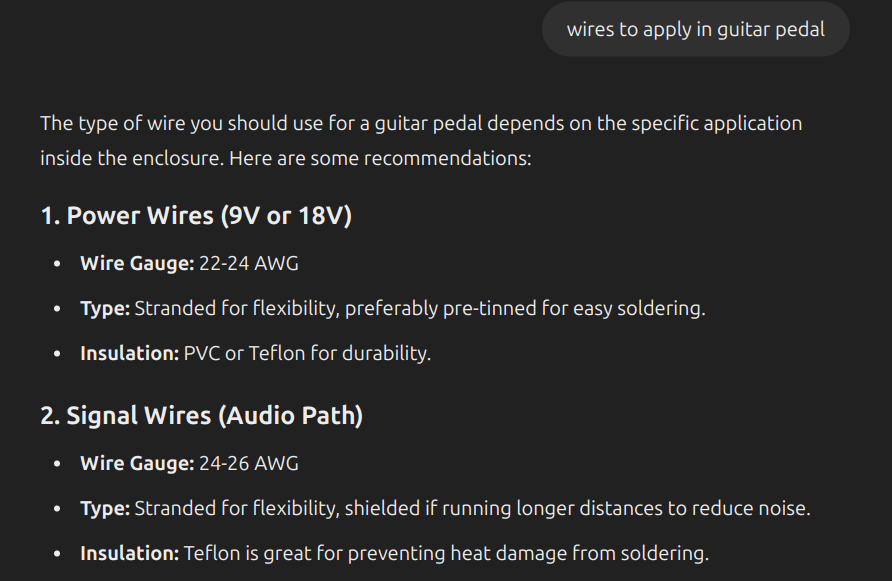 wires to apply in guitar pedal
The type of wire you should use for a guitar pedal depends on the specific application
inside the enclosure. Here are some recommendations:
1. Power Wires (9V or 18V)
• Wire Gauge: 22-24 AWG
• Type: Stranded for flexibility, preferably pre-tinned for easy soldering.
• Insulation: PVC or Teflon for durability.
2. Signal Wires (Audio Path)
• Wire Gauge: 24-26 AWG
• Type: Stranded for flexibility, shielded if running longer distances to reduce noise.
• Insulation: Teflon is great for preventing heat damage from soldering.